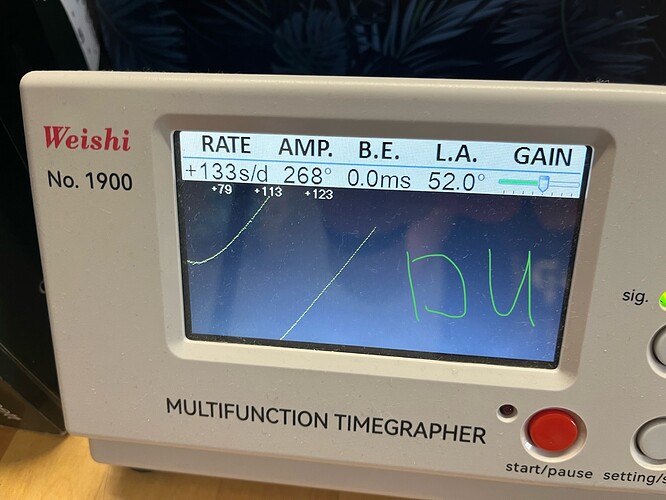 RATE AMP. B.E. L.A. GAIN
Weishi
+133s/d 268° 0.0ms 52.0°
No. 1900
+79 +113 +123
DU
sig.
MULTIFUNCTION TIMEGRAPHER
start/pause setting/s